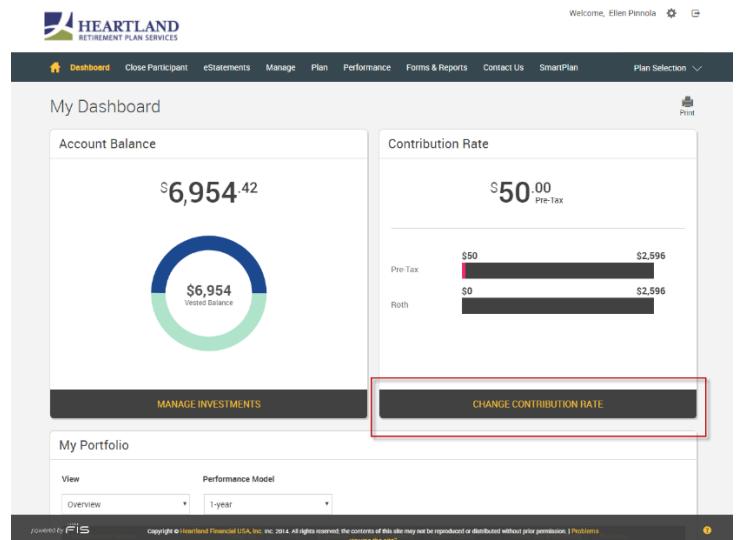 Welcome, Ellen Pinnola
HEARTLAND
RETIREMENT PLAN SERVICES
Dashboard Close Participant eStatements Manage Plan Performance Forms & Reports Contact Us SmartPlan Plan Selection
My Dashboard
Print
Account Balance
$6,954.42
$6,954
Vested Balance
MANAGE INVESTMENTS
Contribution Rate
$50.00
Pre-Tax
$50 $2,596
Pre-Tax
$0 $2,596
Roth
CHANGE CONTRIBUTION RATE
My Portfolio
View Performance Model
Overview 1-year
powered by FIS
Copyright © Heartland Financial USA, Inc. Inc. 2014. All rights reserved; the contents of this site may not be reproduced or distributed without prior permission. | Problems
viewing the site?
?